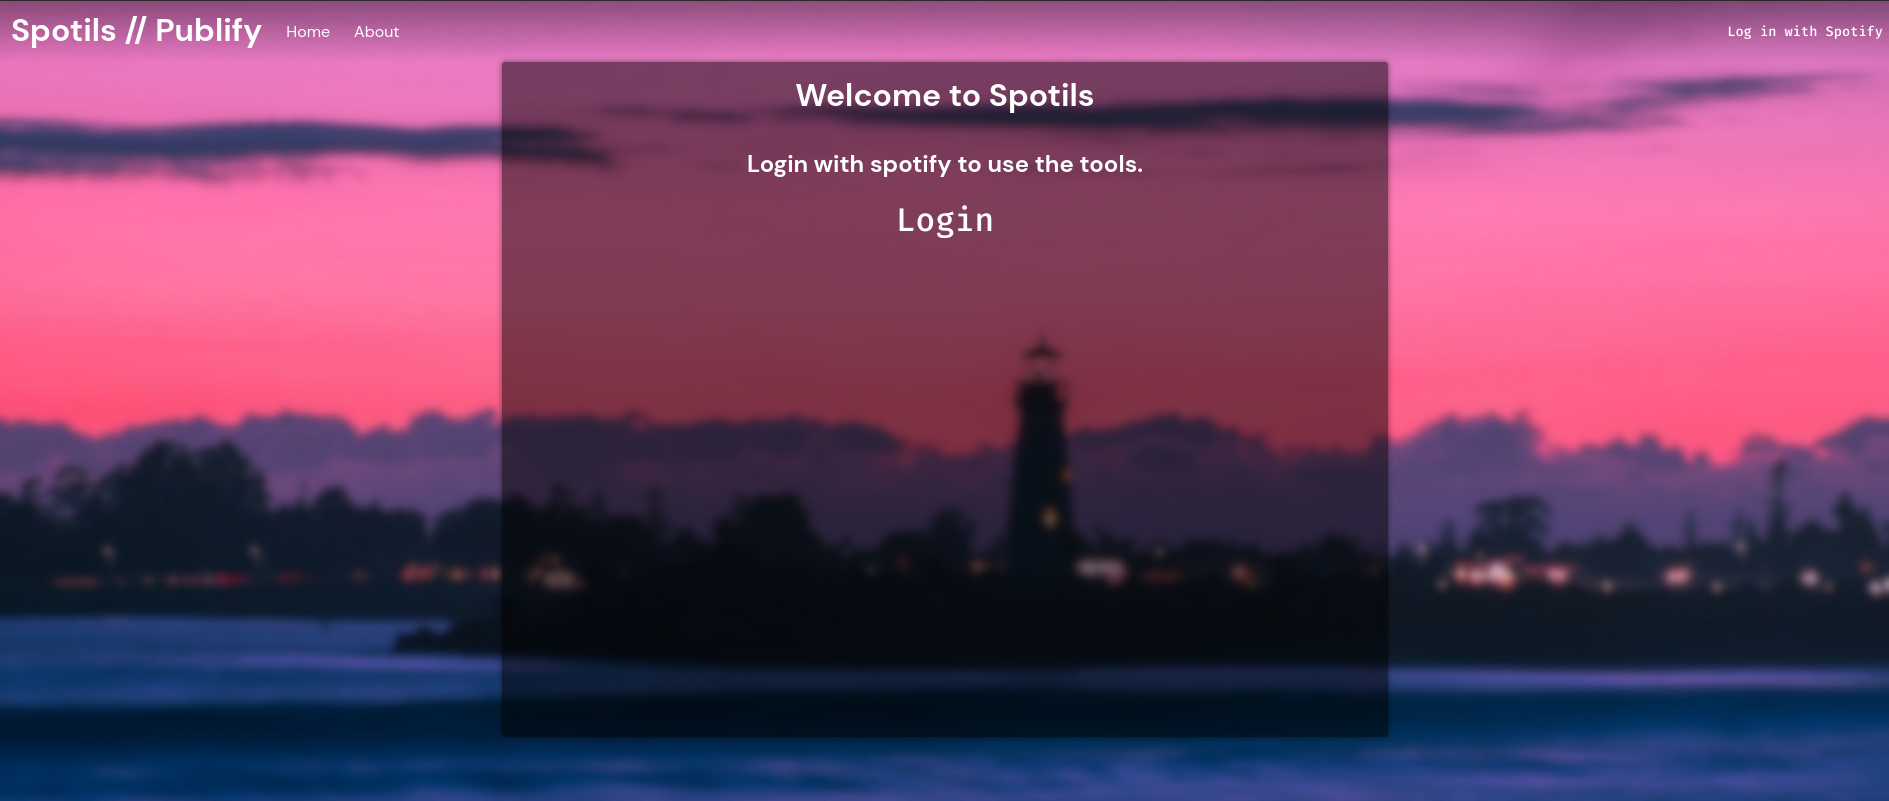 Spotils // Publify Home About Log in with Spotify
Welcome to Spotils
Login with spotify to use the tools.
Login